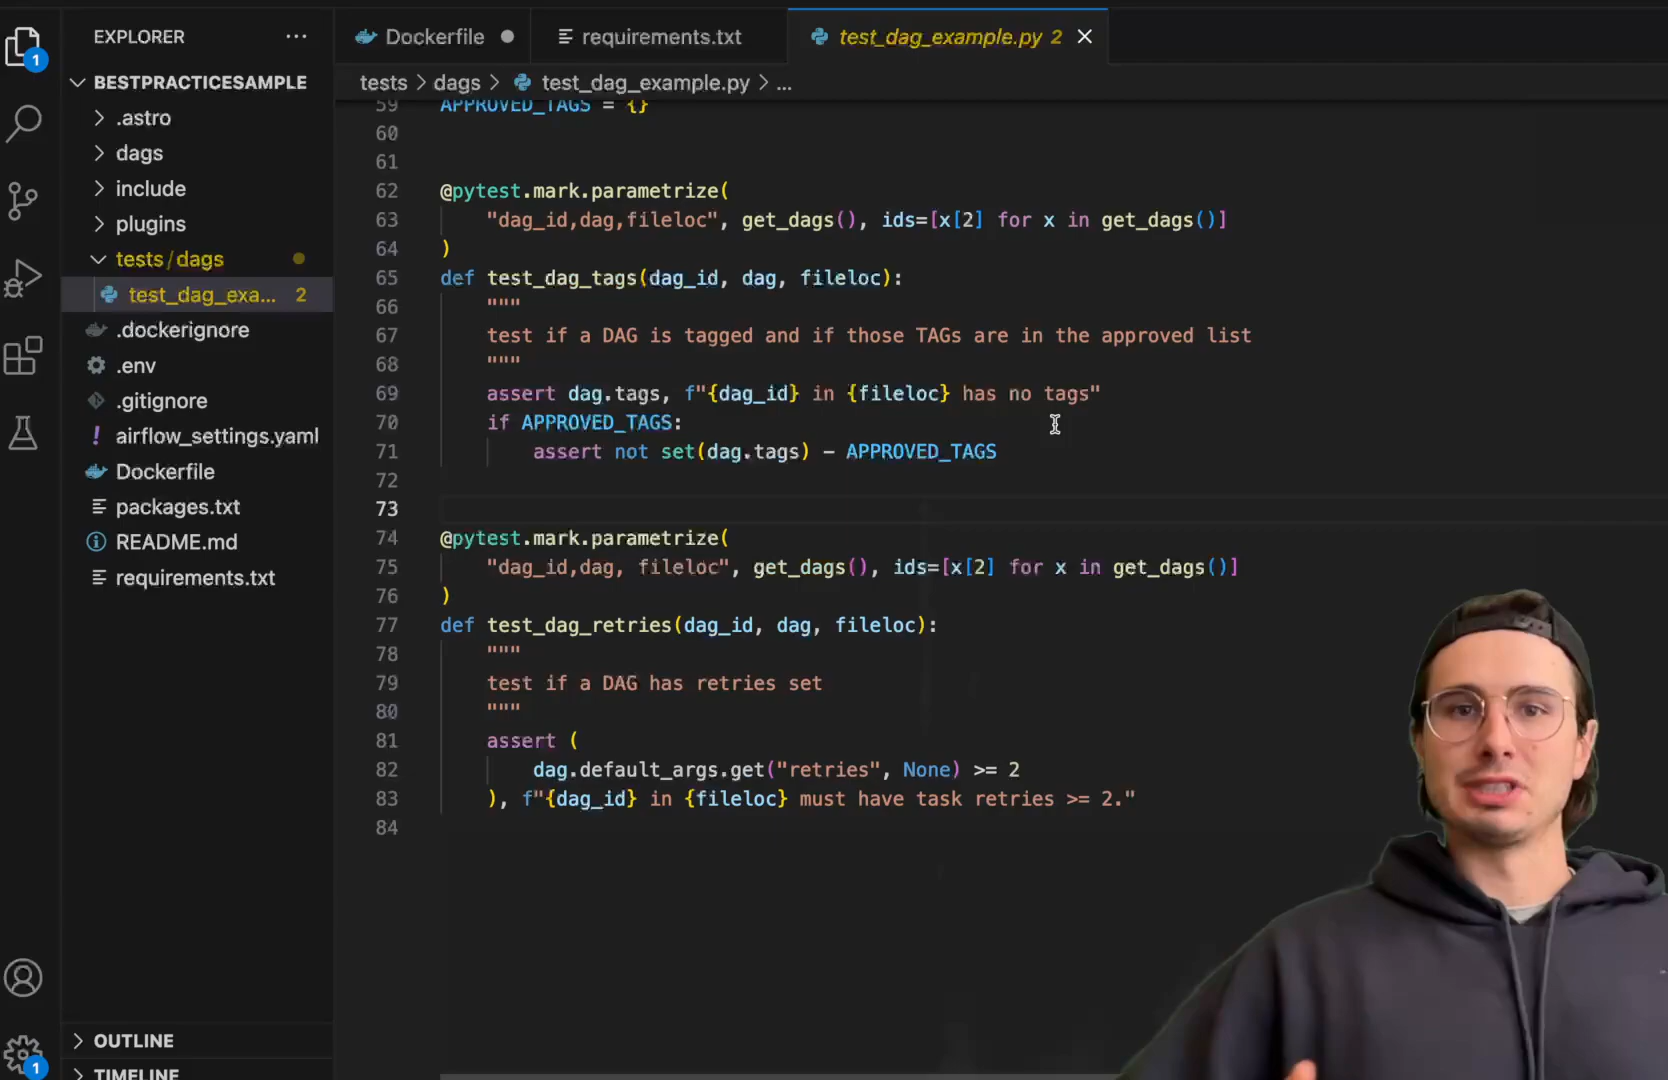 EXPLORER
BESTPRACTICESAMPLE
.astro
dags
include
plugins
tests/dags
test_dag_exa... 2
.dockerignore
.env
.gitignore
! airflow_settings.yaml
Dockerfile
packages.txt
README.md
requirements.txt
OUTLINE
TIMELINE
1
1
Dockerfile
requirements.txt
test_dag_example.py 2
tests > dags > test_dag_example.py > ...
59 APPROVED_TAGS = {}
60
61
62 @pytest.mark.parametrize(
63 "dag_id,dag,fileloc", get_dags(), ids=[x[2] for x in get_dags()]
64 )
65 def test_dag_tags(dag_id, dag, fileloc):
66 """
67 test if a DAG is tagged and if those TAGs are in the approved list
68 """
69 assert dag.tags, f"{dag_id} in {fileloc} has no tags"
70 if APPROVED_TAGS:
71 assert not set(dag.tags) - APPROVED_TAGS
72
73
74 @pytest.mark.parametrize(
75 "dag_id,dag, fileloc", get_dags(), ids=[x[2] for x in get_dags()]
76 )
77 def test_dag_retries(dag_id, dag, fileloc):
78 """
79 test if a DAG has retries set
80 """
81 assert (
82 dag.default_args.get("retries", None) >= 2
83 ), f"{dag_id} in {fileloc} must have task retries >= 2."
84